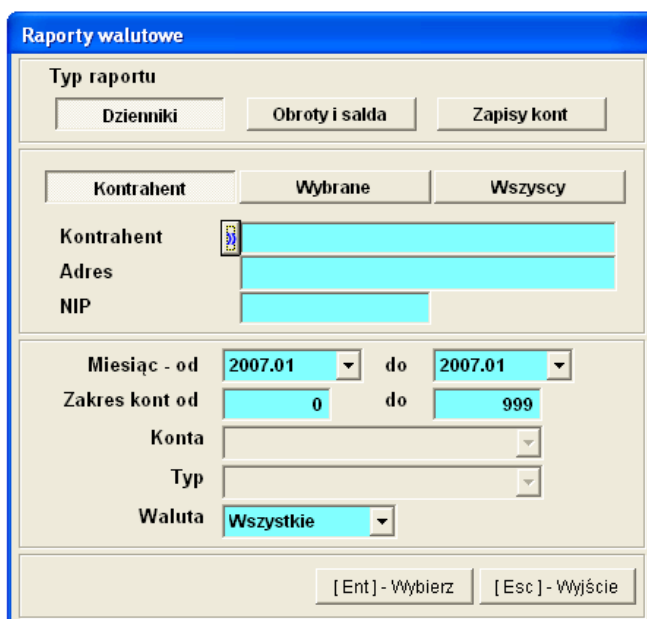 Raporty walutowe
Typ raportu
Dzienniki Obroty i salda Zapisy kont
Kontrahent Wybrane Wszyscy
Kontrahent
Adres
NIP
Miesiąc - od 2007.01 do 2007.01
Zakres kont od 0 do 999
Konta
Typ
Waluta Wszystkie
[ Ent ] - Wybierz [ Esc ] - Wyjście